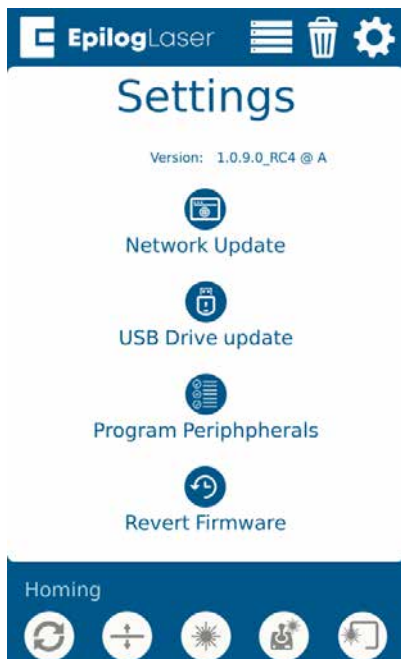 EpilogLaser
Settings
Version: 1.0.9.0_RC4 @ A
Network Update
USB Drive update
Program Periphpherals
Revert Firmware
Homing